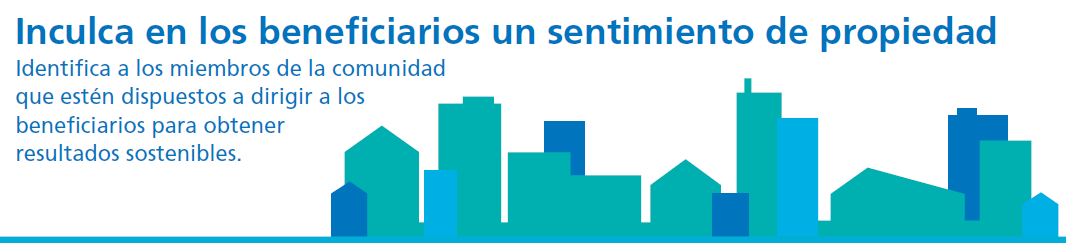 Inculca en los beneficiarios un sentimiento de propiedad
Identifica a los miembros de la comunidad
que estén dispuestos a dirigir a los
beneficiarios para obtener
resultados sostenibles.